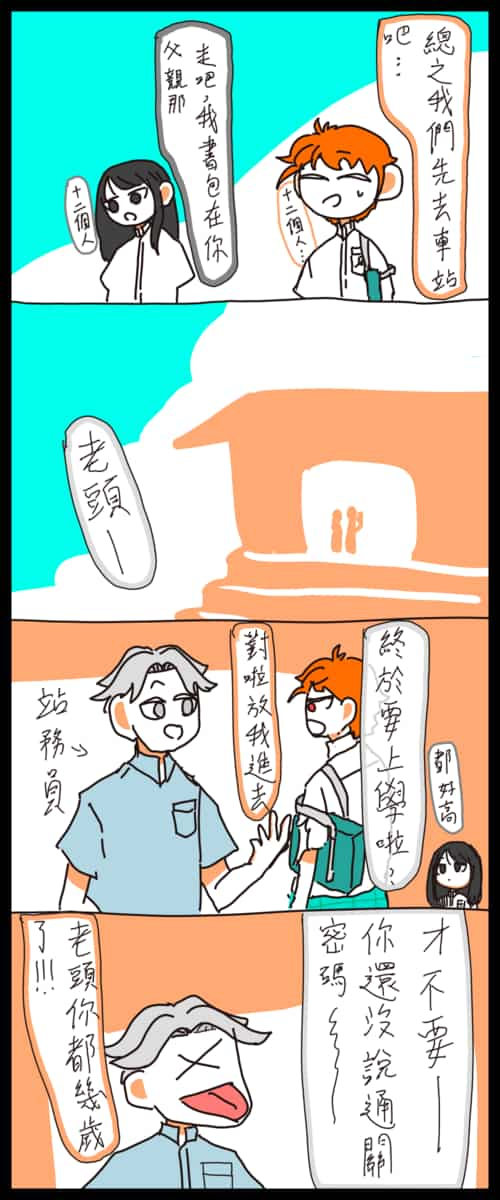 總之我們先去車站
吧…
十二個人…
走吧,我書包在你
父親那
十二個人
老頭—
都好高
終於要上學啦?
對啦放我進去
站務員
才不要—
你還沒說通關
密碼~~~
老頭你都幾歲
了!!!